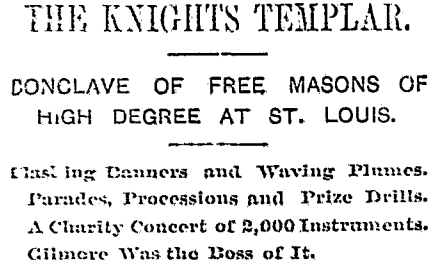 THE KNIGHTS TEMPLAR.
CONCLAVE OF FREE MASONS OF
HIGH DEGREE AT ST. LOUIS.
Banners and Waving Plumes.
Parades, Processions and Prize Drills.
A Charity Concert of 2,000 Instruments.
Gilmore Was the Boss of It.